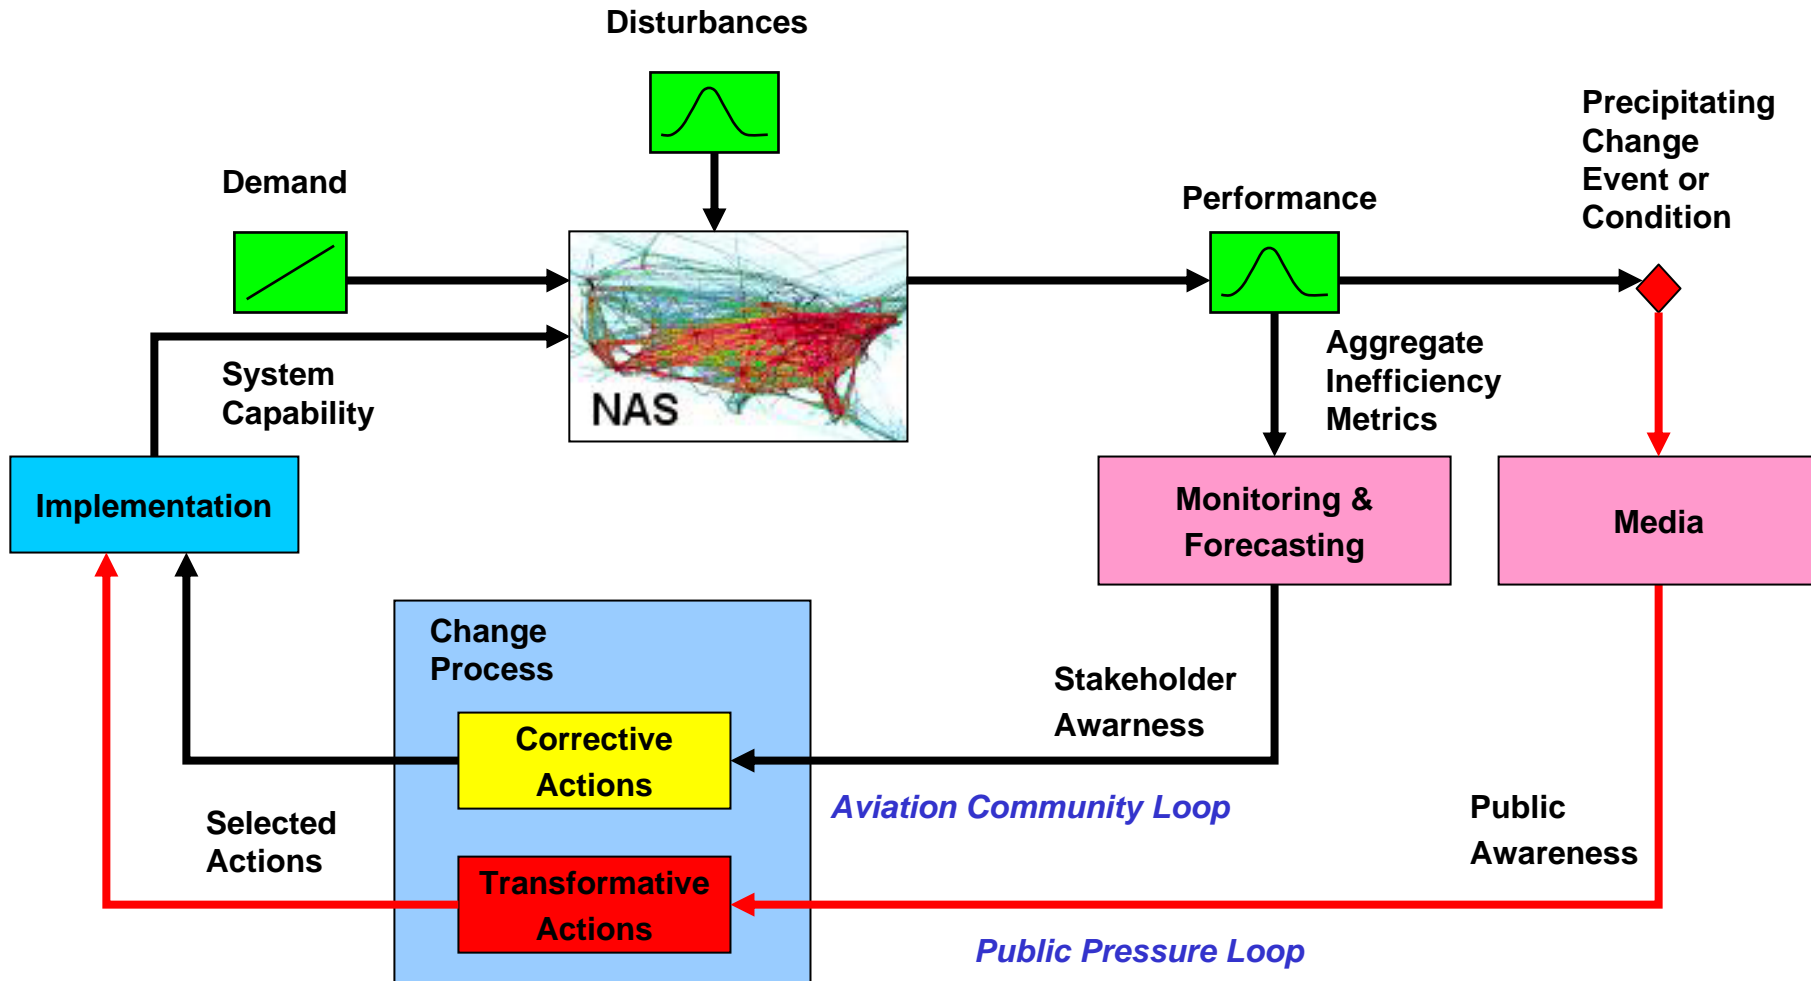 Disturbances
Precipitating
Change
Event or
Condition
Demand
Performance
System
Capability
NAS
Aggregate
Inefficiency
Metrics
Implementation
Monitoring &
Forecasting
Media
Change
Process
Stakeholder
Awarness
Corrective
Actions
Aviation Community Loop
Public
Awareness
Selected
Actions
Transformative
Actions
Public Pressure Loop